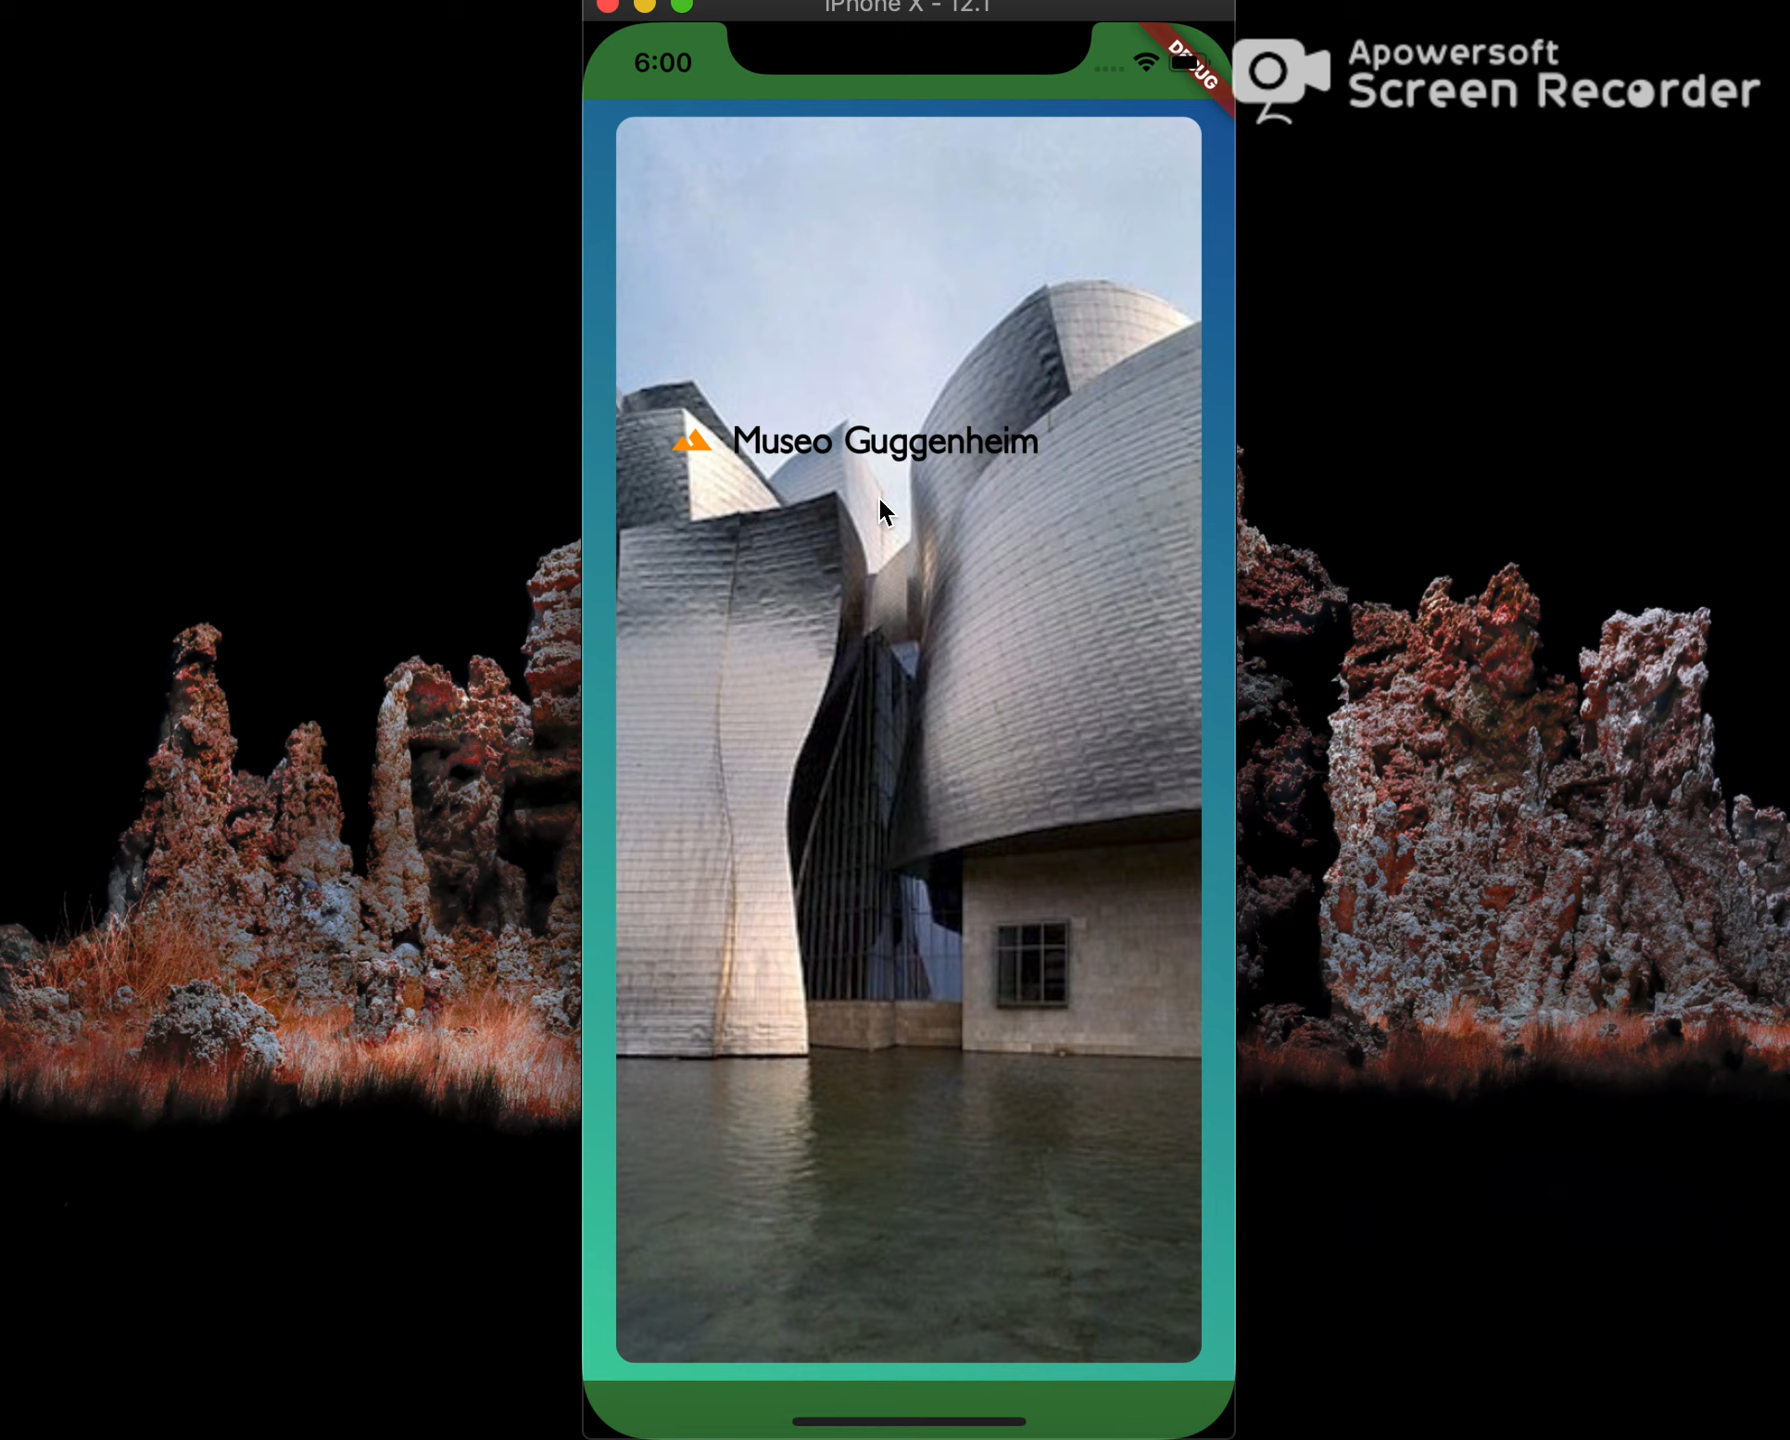 iPhone X - 12.1
6:00
DEBUG
Apowersoft
Screen Recorder
Museo Guggenheim